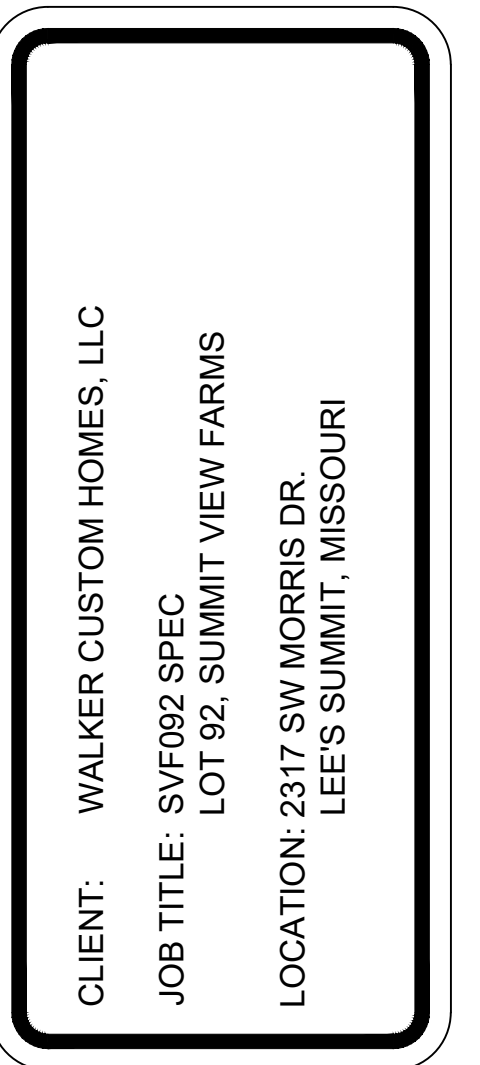 CLIENT: WALKER CUSTOM HOMES, LLC
JOB TITLE: SVF092 SPEC
LOT 92, SUMMIT VIEW FARMS
LOCATION: 2317 SW MORRIS DR.
LEE'S SUMMIT, MISSOURI